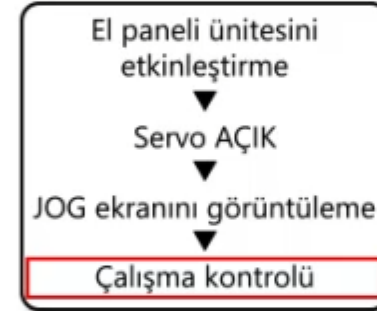 El paneli ünitesini
etkinleştirme
▼
Servo AÇIK
▼
JOG ekranını görüntüleme
▼
Çalışma kontrolü